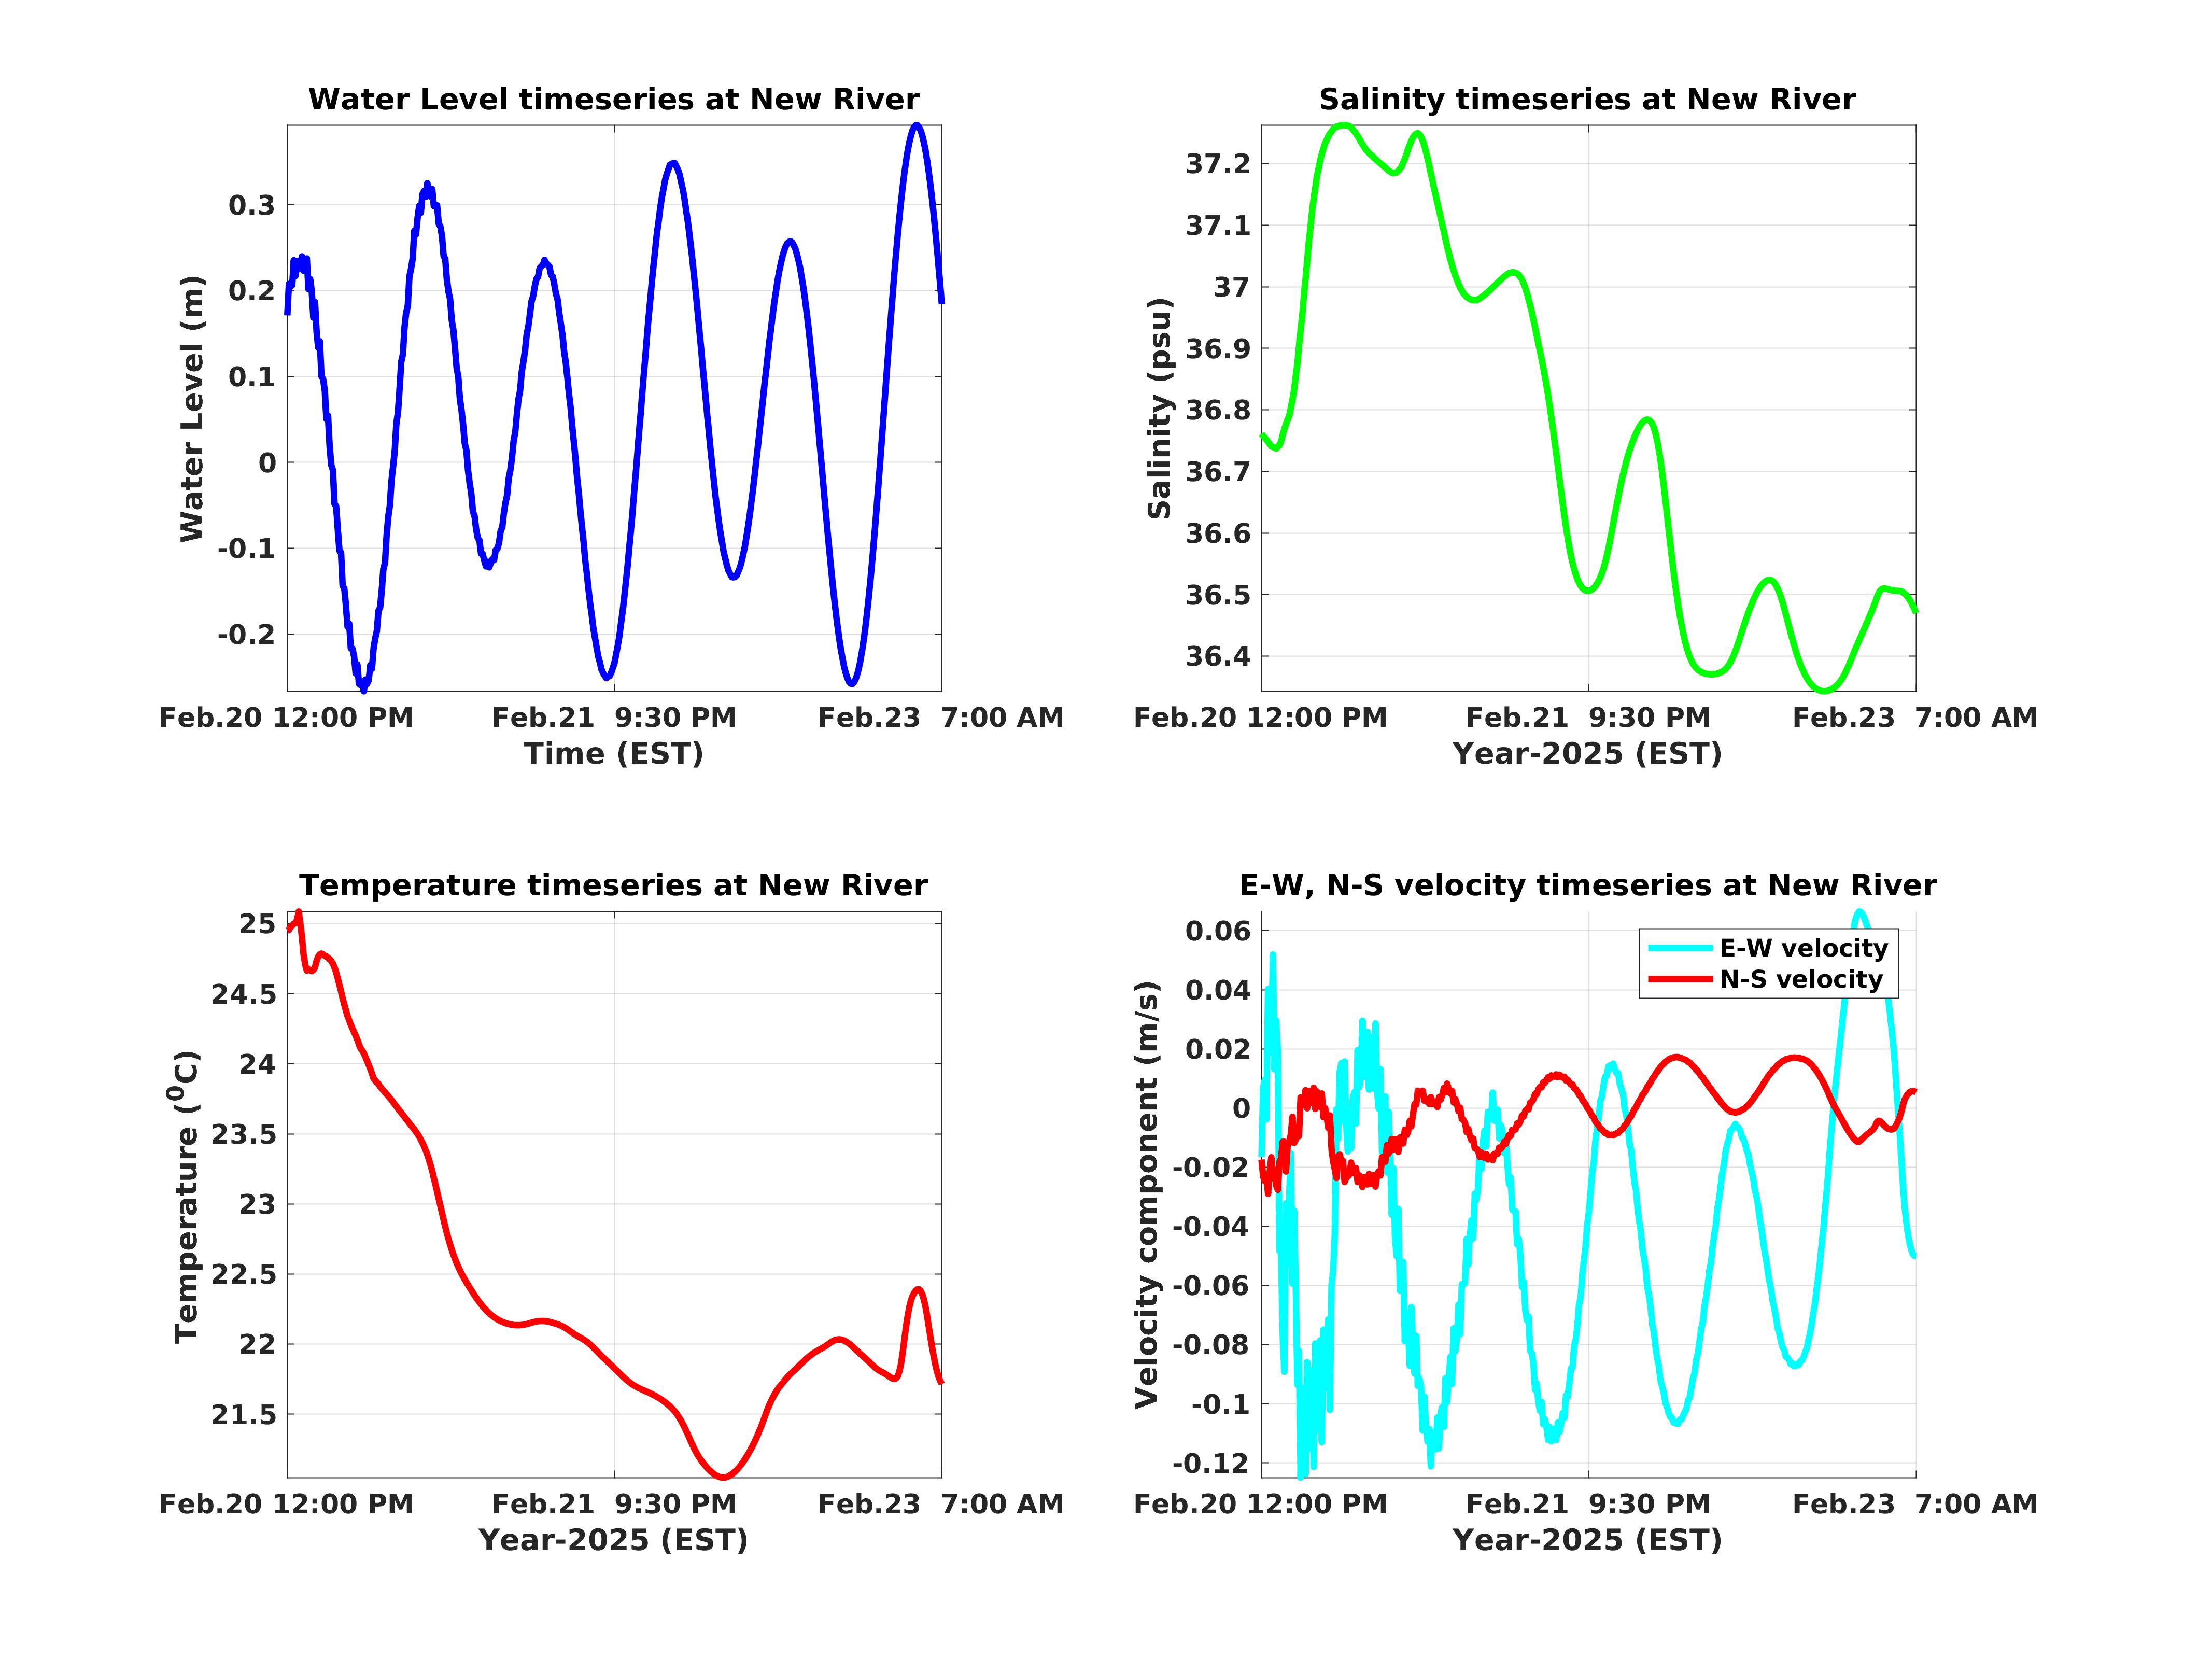 Water Level timeseries at New River
0.3
0.2
0.1
0
-0.1
-0.2
Water Level (m)
Feb.20 12:00 PM Feb.21 9:30 PM Feb.23 7:00 AM
Time (EST)
Salinity timeseries at New River
37.2
37.1
37
36.9
36.8
36.7
36.6
36.5
36.4
Salinity (psu)
Feb.20 12:00 PM Feb.21 9:30 PM Feb.23 7:00 AM
Year-2025 (EST)
Temperature timeseries at New River
25
24.5
24
23.5
23
22.5
22
21.5
Temperature (⁰C)
Feb.20 12:00 PM Feb.21 9:30 PM Feb.23 7:00 AM
Year-2025 (EST)
E-W, N-S velocity timeseries at New River
E-W velocity
N-S velocity
0.06
0.04
0.02
0
-0.02
-0.04
-0.06
-0.08
-0.1
-0.12
Velocity component (m/s)
Feb.20 12:00 PM Feb.21 9:30 PM Feb.23 7:00 AM
Year-2025 (EST)